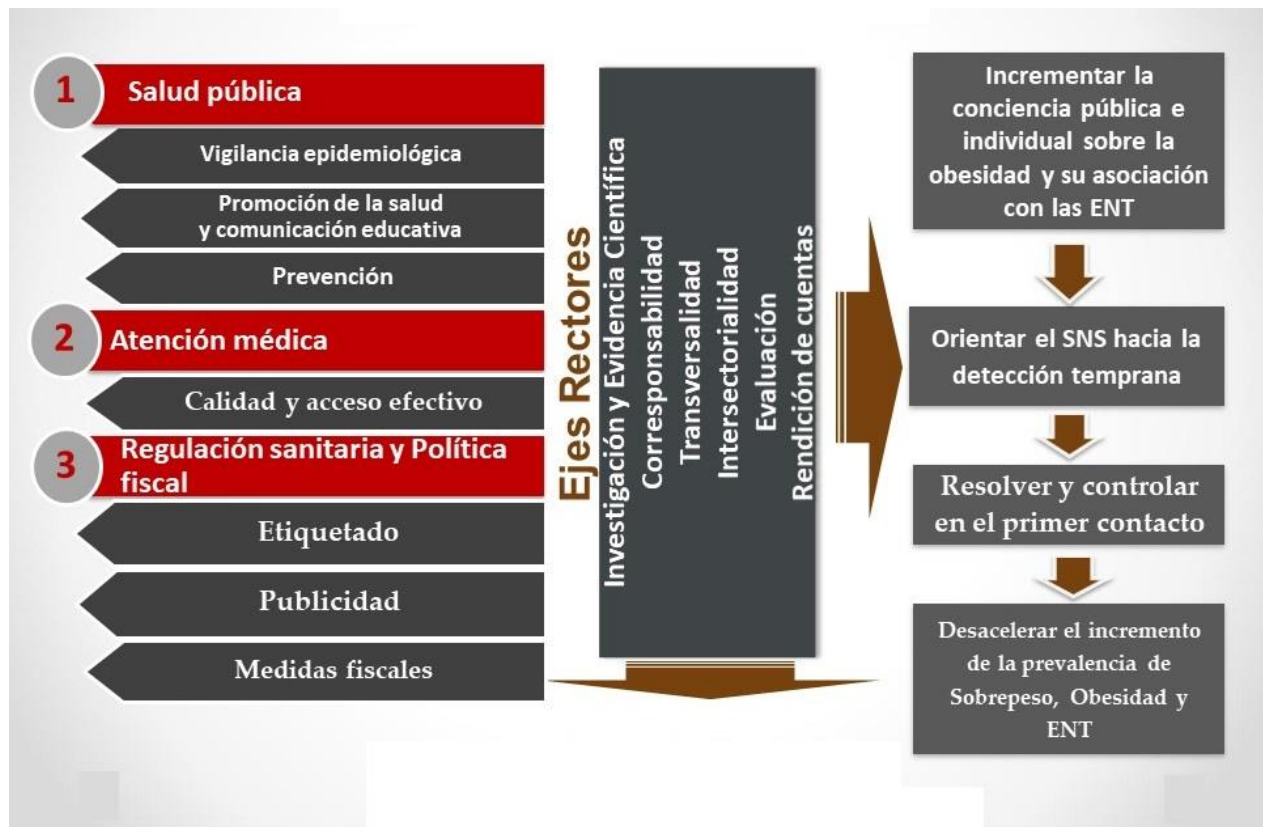 1
Salud pública
Vigilancia epidemiológica
Promoción de la salud
y comunicación educativa
Prevención
2
Atención médica
Calidad y acceso efectivo
3
Regulación sanitaria y Política
fiscal
Etiquetado
Publicidad
Medidas fiscales
Ejes Rectores
Investigación y Evidencia Científica
Corresponsabilidad
Transversalidad
Intersectorialidad
Evaluación
Rendición de cuentas
Incrementar la
conciencia pública e
individual sobre la
obesidad y su asociación
con las ENT
Orientar el SNS hacia la
detección temprana
Resolver y controlar
en el primer contacto
Desacelerar el incremento
de la prevalencia de
Sobrepeso, Obesidad y
ENT